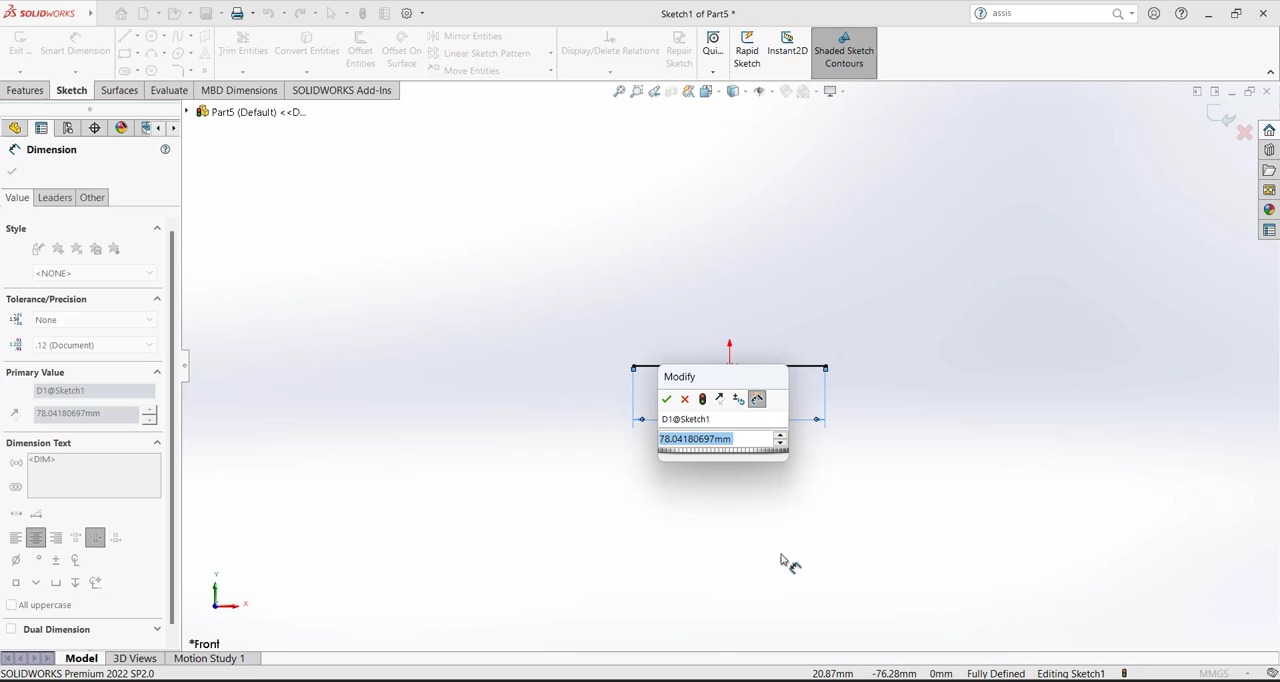 SOLIDWORKS
Sketch1 of Part5 *
assis
Exit ...
Smart Dimension
Trim Entities
Convert Entities
Offset
Entities
Offset On
Surface
Mirror Entities
Linear Sketch Pattern
Move Entities
Display/Delete Relations
Repair
Sketch
Qui...
Rapid
Sketch
Instant2D
Shaded Sketch
Contours
Features
Sketch
Surfaces
Evaluate
MBD Dimensions
SOLIDWORKS Add-Ins
Part5 (Default) <<D...
Dimension
Value
Leaders
Other
Style
<NONE>
Tolerance/Precision
None
.12 (Document)
Primary Value
D1@Sketch1
78.04180697mm
Dimension Text
<DIM>
All uppercase
Dual Dimension
Modify
D1@Sketch1
78.04180697mm
Y
X
*Front
Model
3D Views
Motion Study 1
SOLIDWORKS Premium 2022 SP2.0
20.87mm
-76.28mm
0mm
Fully Defined
Editing Sketch1
MMGS